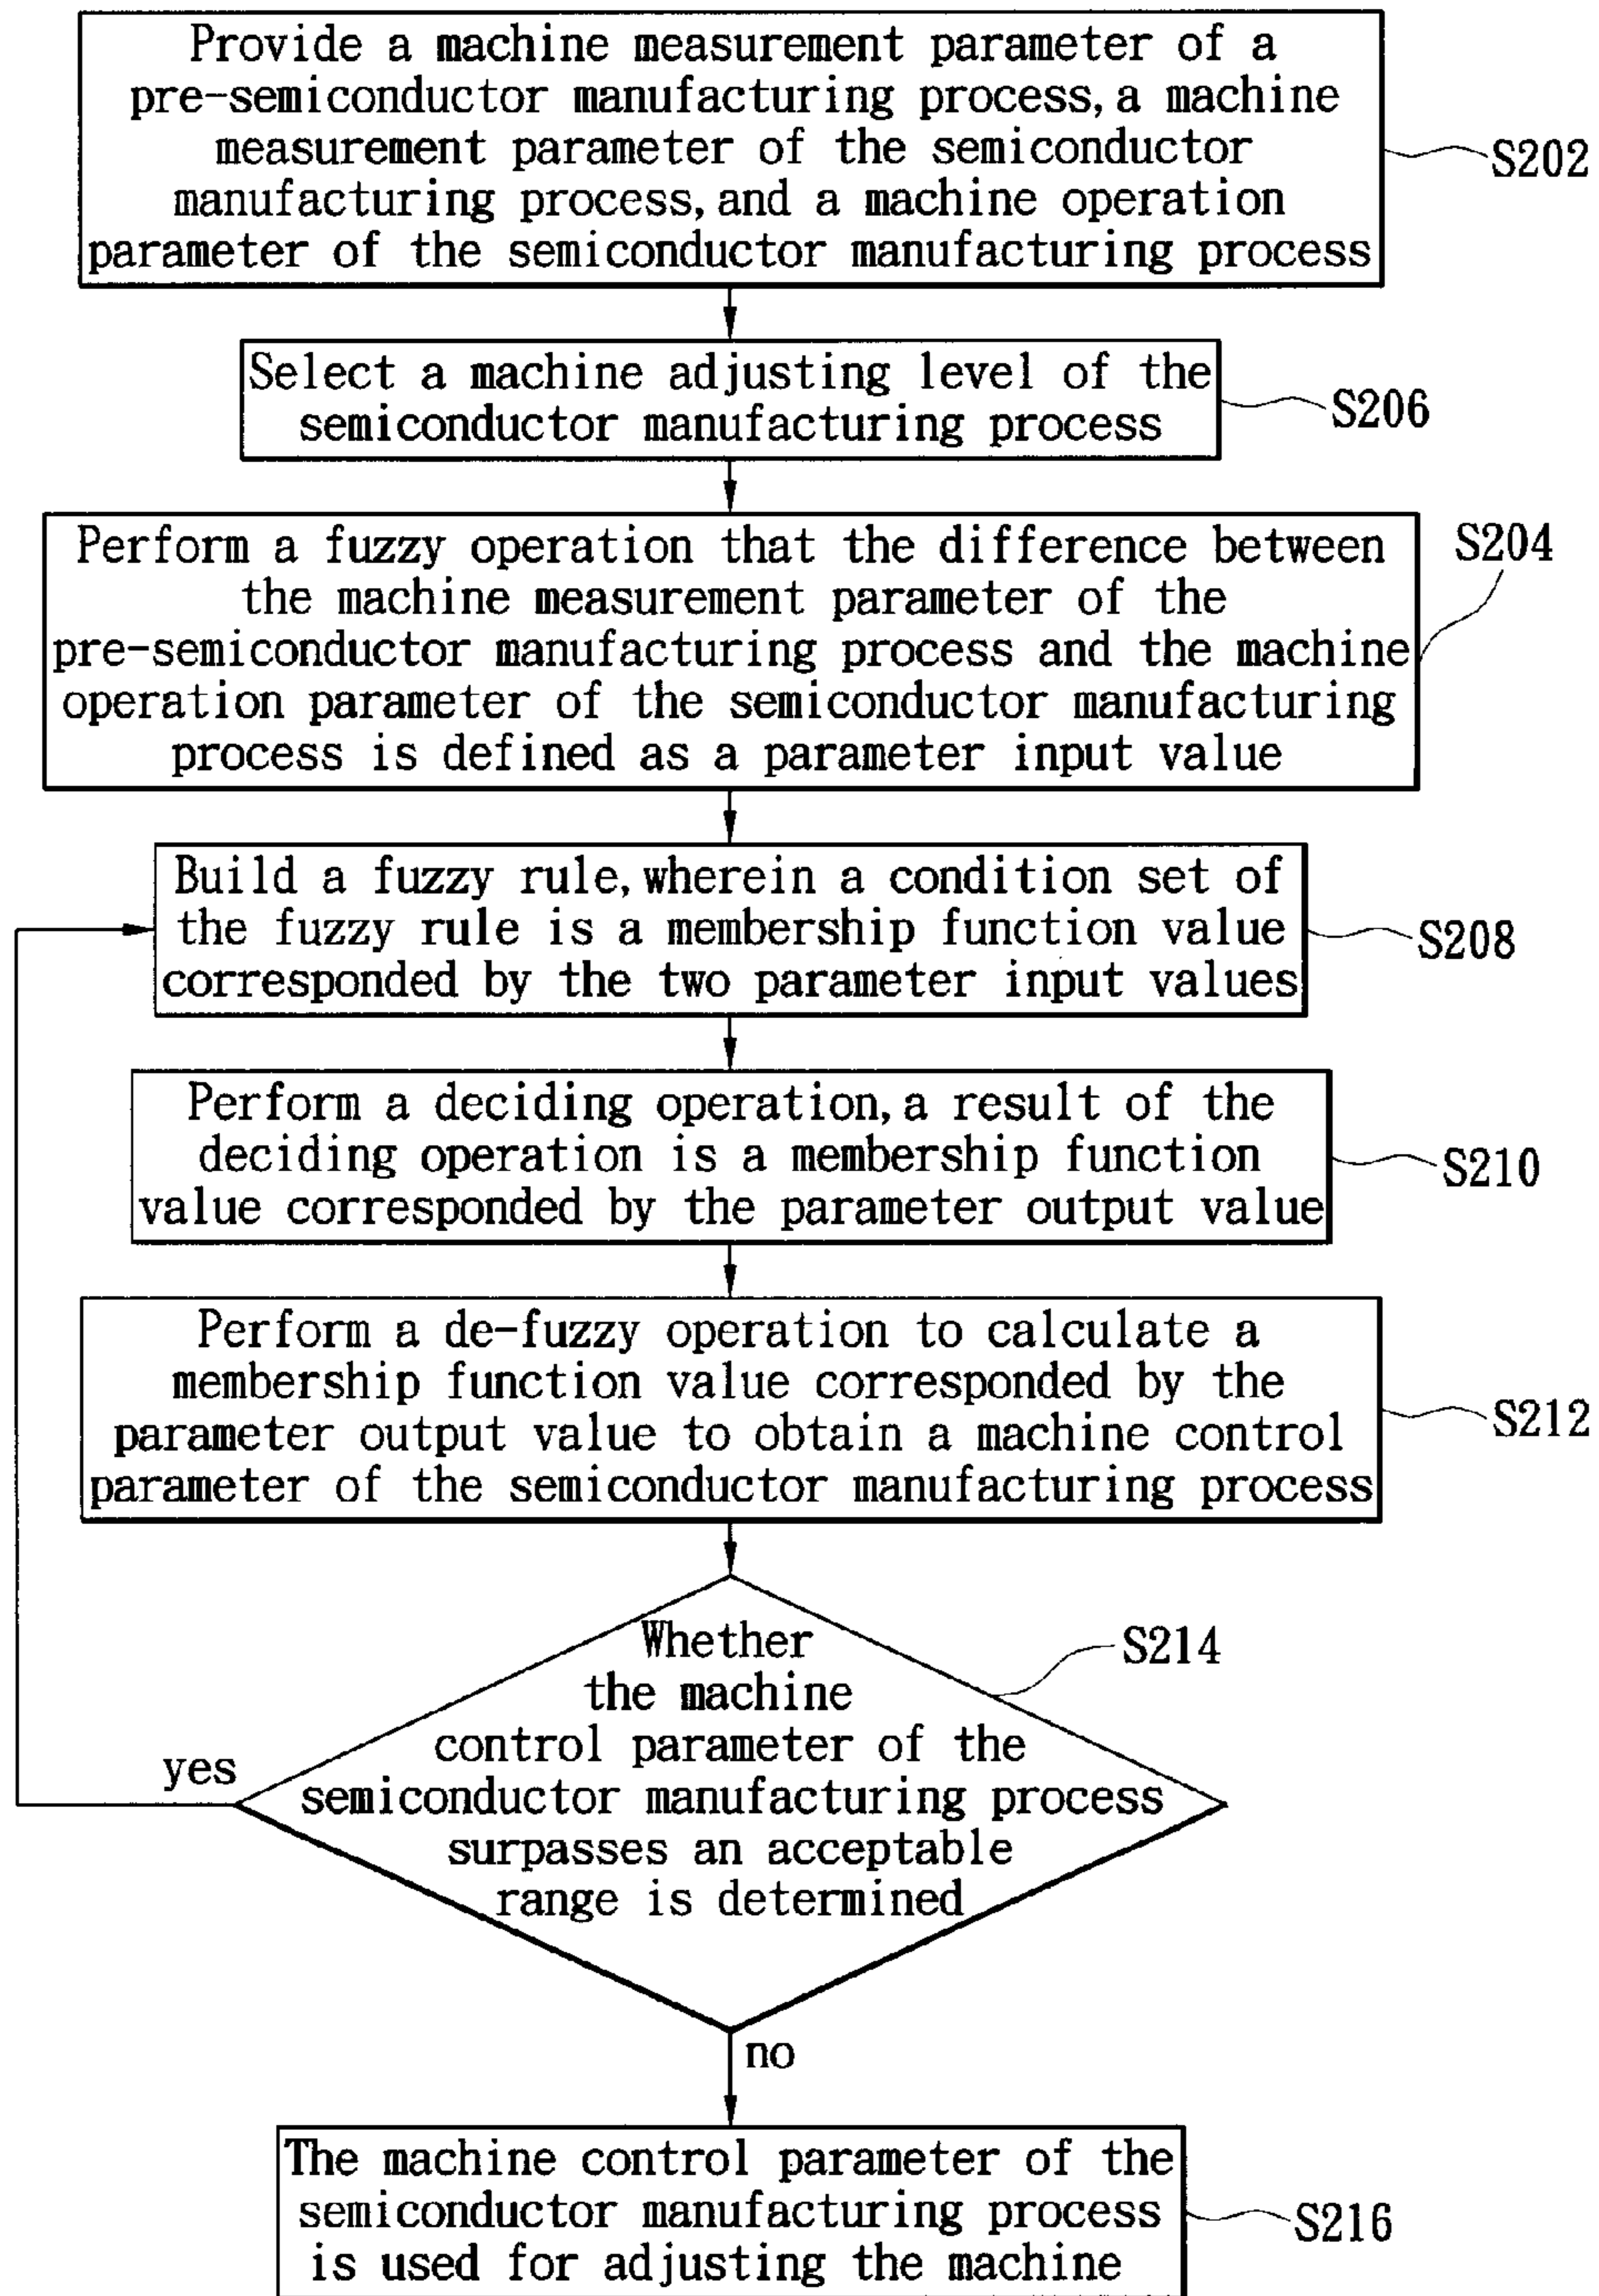 Provide a machine measurement parameter of a
pre-semiconductor manufacturing process, a machine
measurement parameter of the semiconductor
manufacturing process, and a machine operation
parameter of the semiconductor manufacturing process
S202
Select a machine adjusting level of the
semiconductor manufacturing process
S206
Perform a fuzzy operation that the difference between
the machine measurement parameter of the
pre-semiconductor manufacturing process and the machine
operation parameter of the semiconductor manufacturing
process is defined as a parameter input value
S204
Build a fuzzy rule, wherein a condition set of
the fuzzy rule is a membership function value
corresponded by the two parameter input values
S208
Perform a deciding operation, a result of the
deciding operation is a membership function
value corresponded by the parameter output value
S210
Perform a de-fuzzy operation to calculate a
membership function value corresponded by the
parameter output value to obtain a machine control
parameter of the semiconductor manufacturing process
S212
Whether
the machine
control parameter of the
semiconductor manufacturing process
surpasses an acceptable
range is determined
S214
yes
no
The machine control parameter of the
semiconductor manufacturing process
is used for adjusting the machine
S216